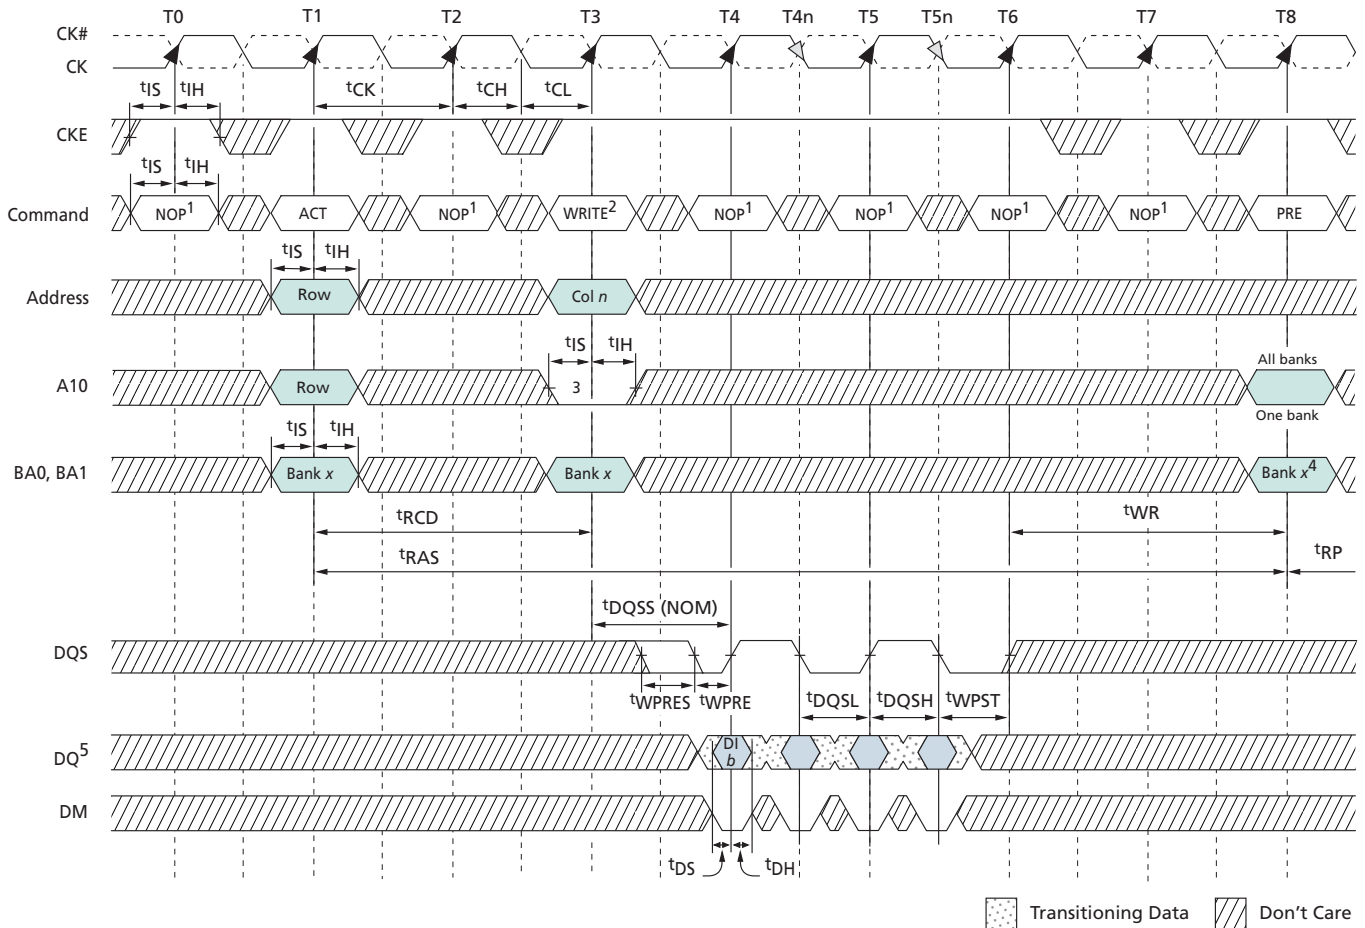 T0 T1 T2 T3 T4 T4n T5 T5n T6 T7 T8
CK#
CK
tIS tIH tCK tCH tCL
CKE
tIS tIH
Command NOP1 ACT NOP1 WRITE2 NOP1 NOP1 NOP1 NOP1 PRE
tIS tIH
Address Row Col n
tIS tIH
All banks
A10 Row 3
One bank
tIS tIH
BA0, BA1 Bank x Bank x Bank x4
tRCD tWR
tRAS tRP
tDQSS (NOM)
DQS
tWPRES tWPRE tDQSL tDQSH tWPST
DQ5 DI
b
DM
tDS tDH
Transitioning Data Don't Care